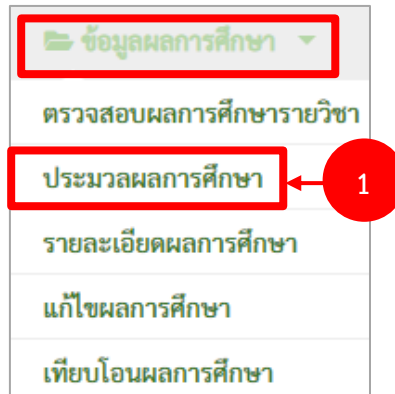 ข้อมูลผลการศึกษา
ตรวจสอบผลการศึกษารายวิชา
ประมวลผลการศึกษา
1
รายละเอียดผลการศึกษา
แก้ไขผลการศึกษา
เทียบโอนผลการศึกษา